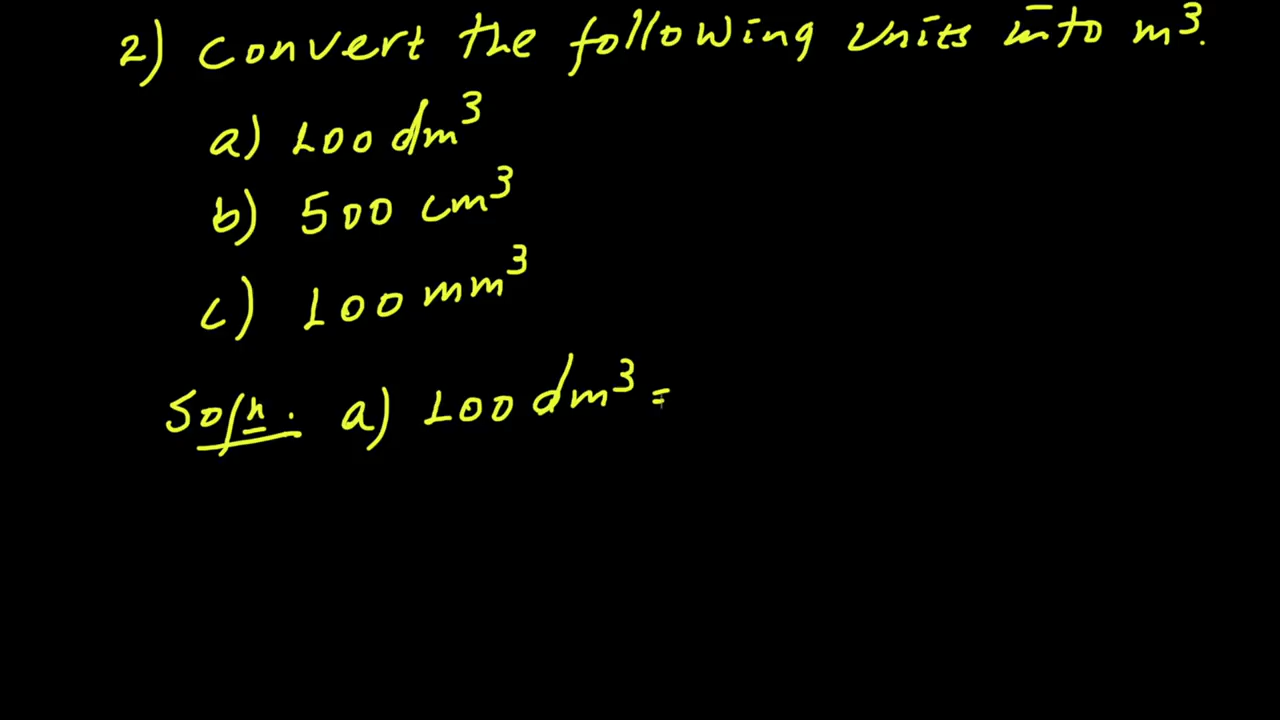 2) Convert the following units into m³.
a) 100 dm³
b) 500 cm³
c) 100 mm³
Soln. a) 100 dm³ =